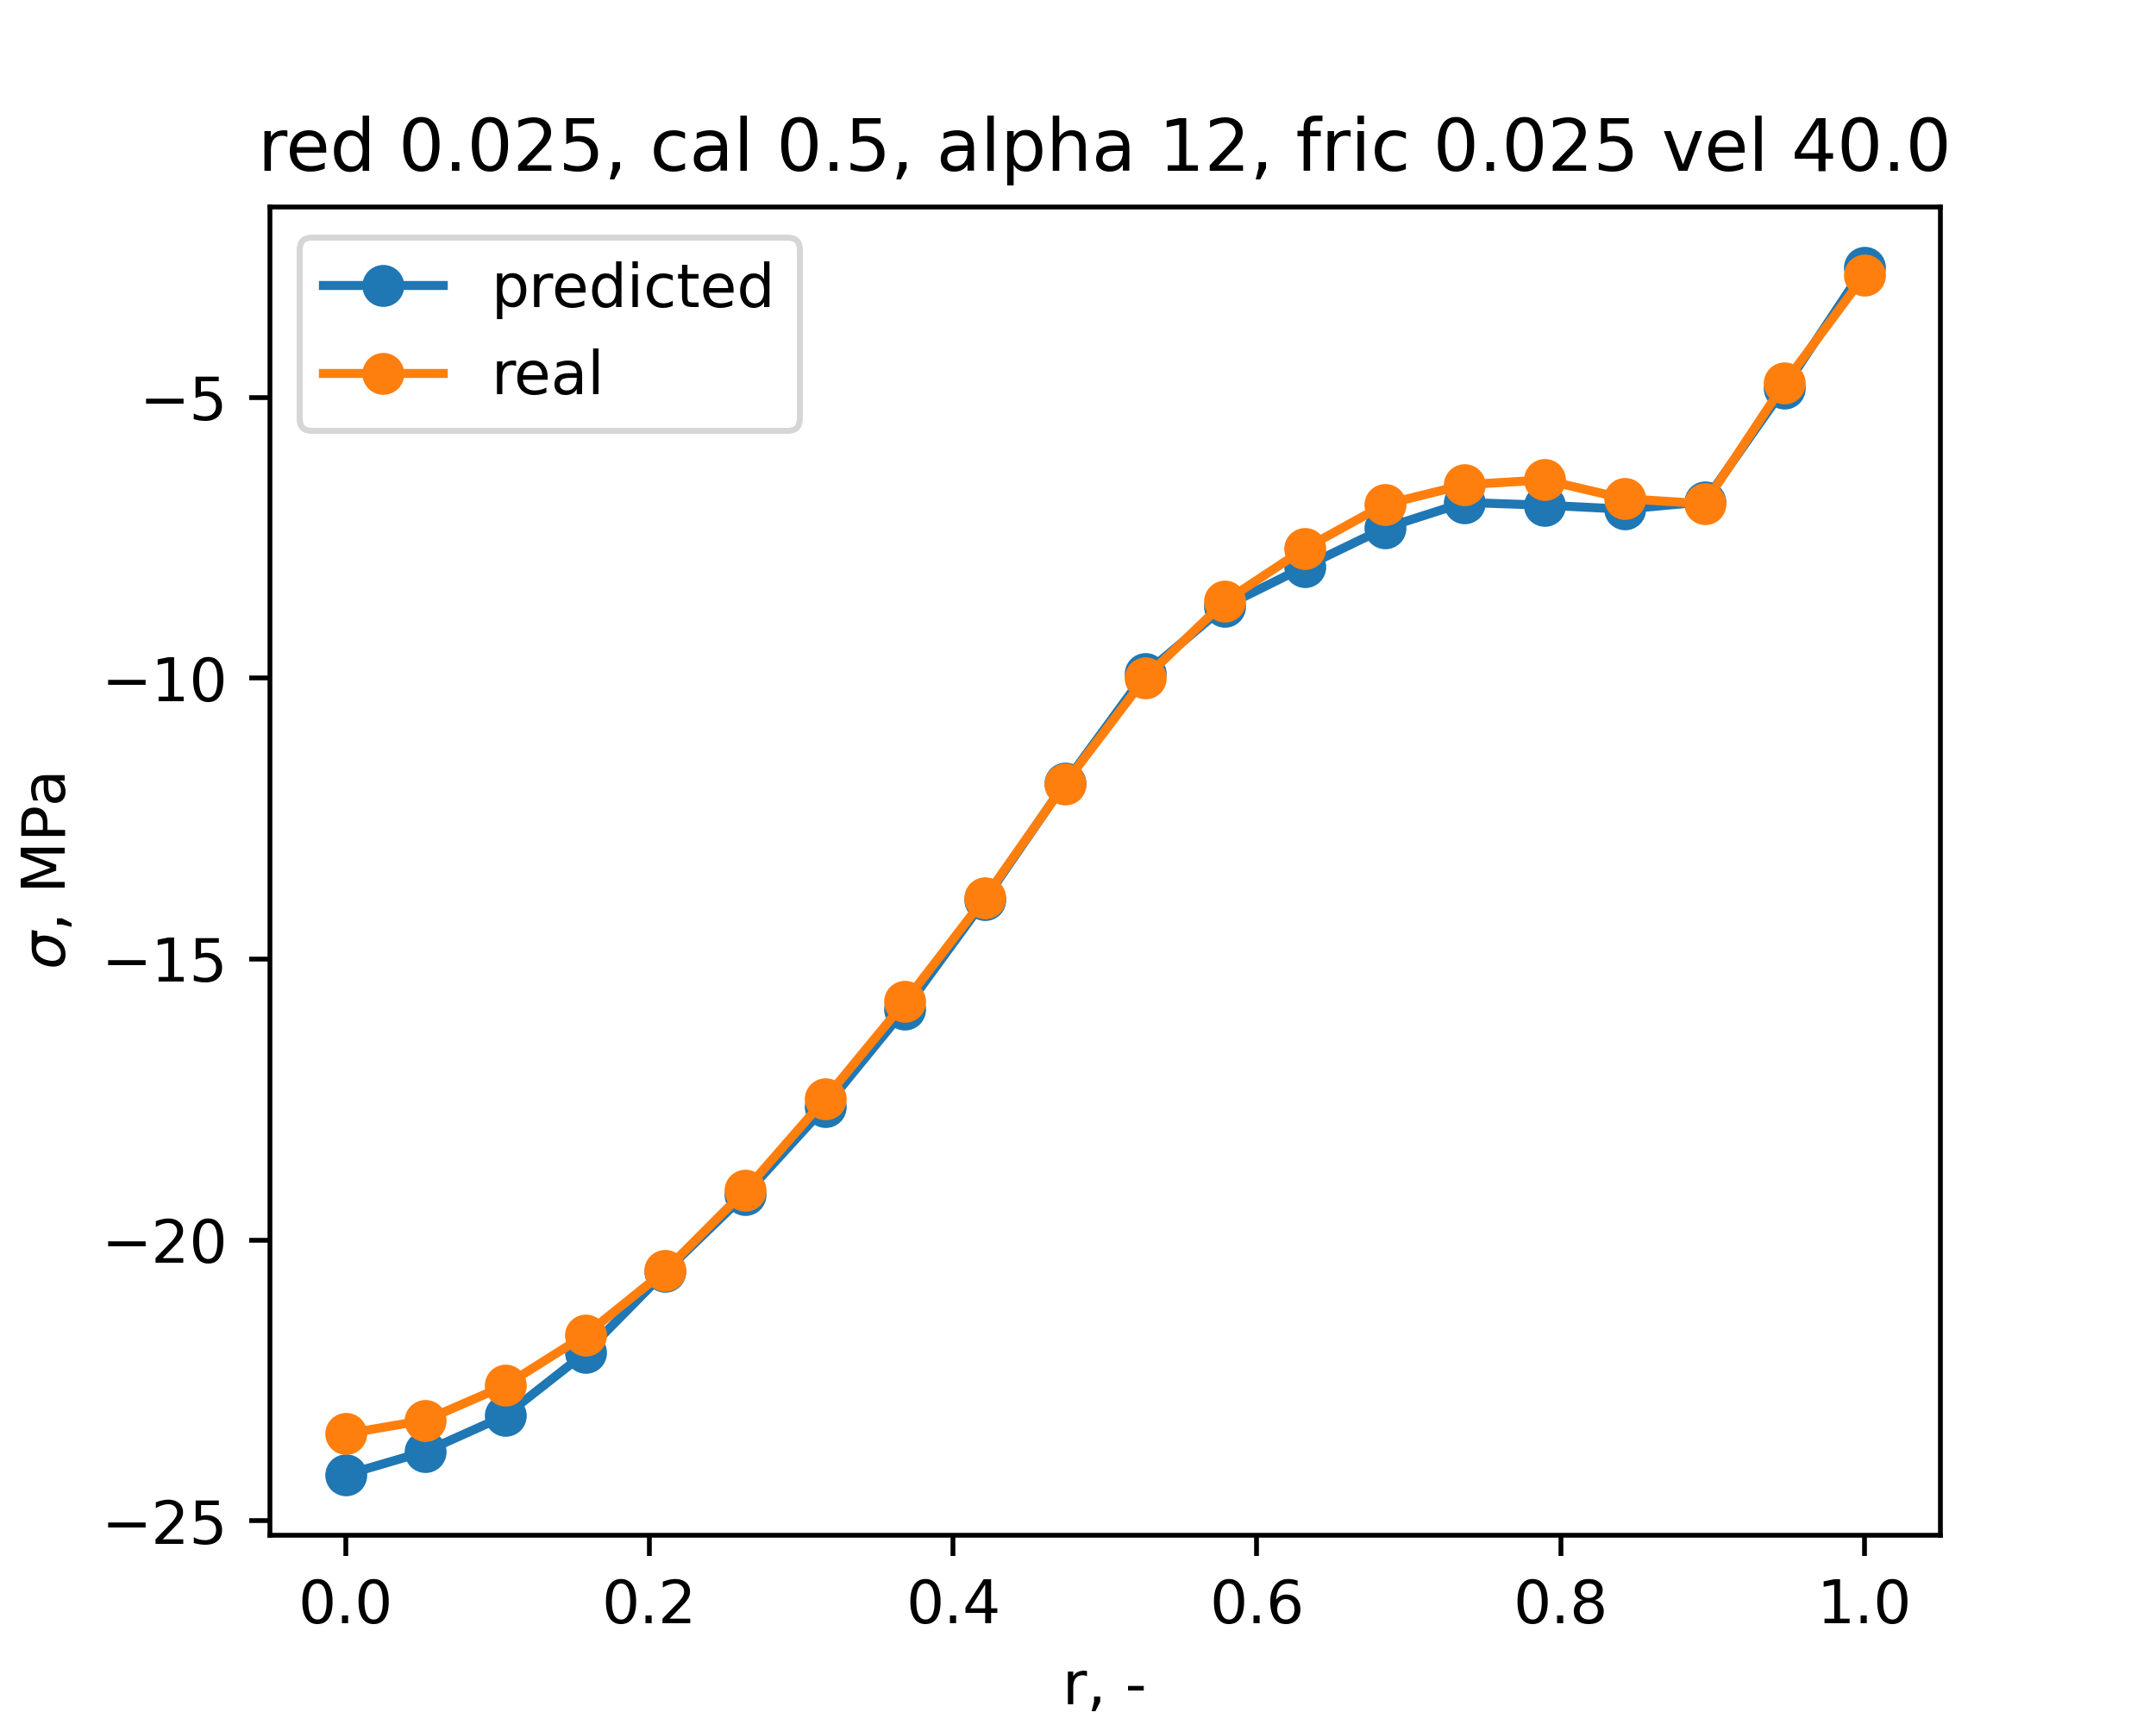 red 0.025, cal 0.5, alpha 12, fric 0.025 vel 40.0
predicted
real
−5
−10
−15
−20
−25
σ, MPa
0.0 0.2 0.4 0.6 0.8 1.0
r, -